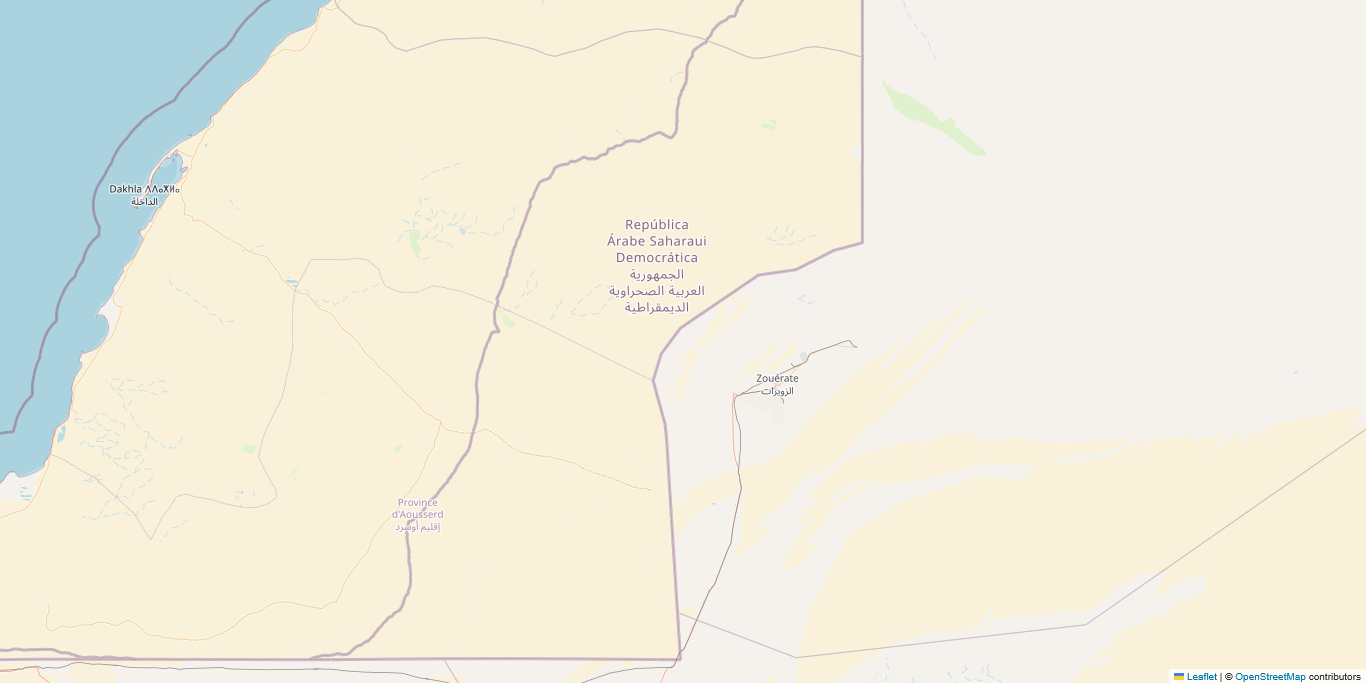 Dakhla ⴷⴷⴰⵅⵍⴰ
الداخلة
República
Árabe Saharaui
Democrática
الجمهورية
العربية الصحراوية
الديمقراطية
Zouérate
الزويرات
Province
d'Aousserd
إقليم أوسرد
Leaflet | © OpenStreetMap contributors